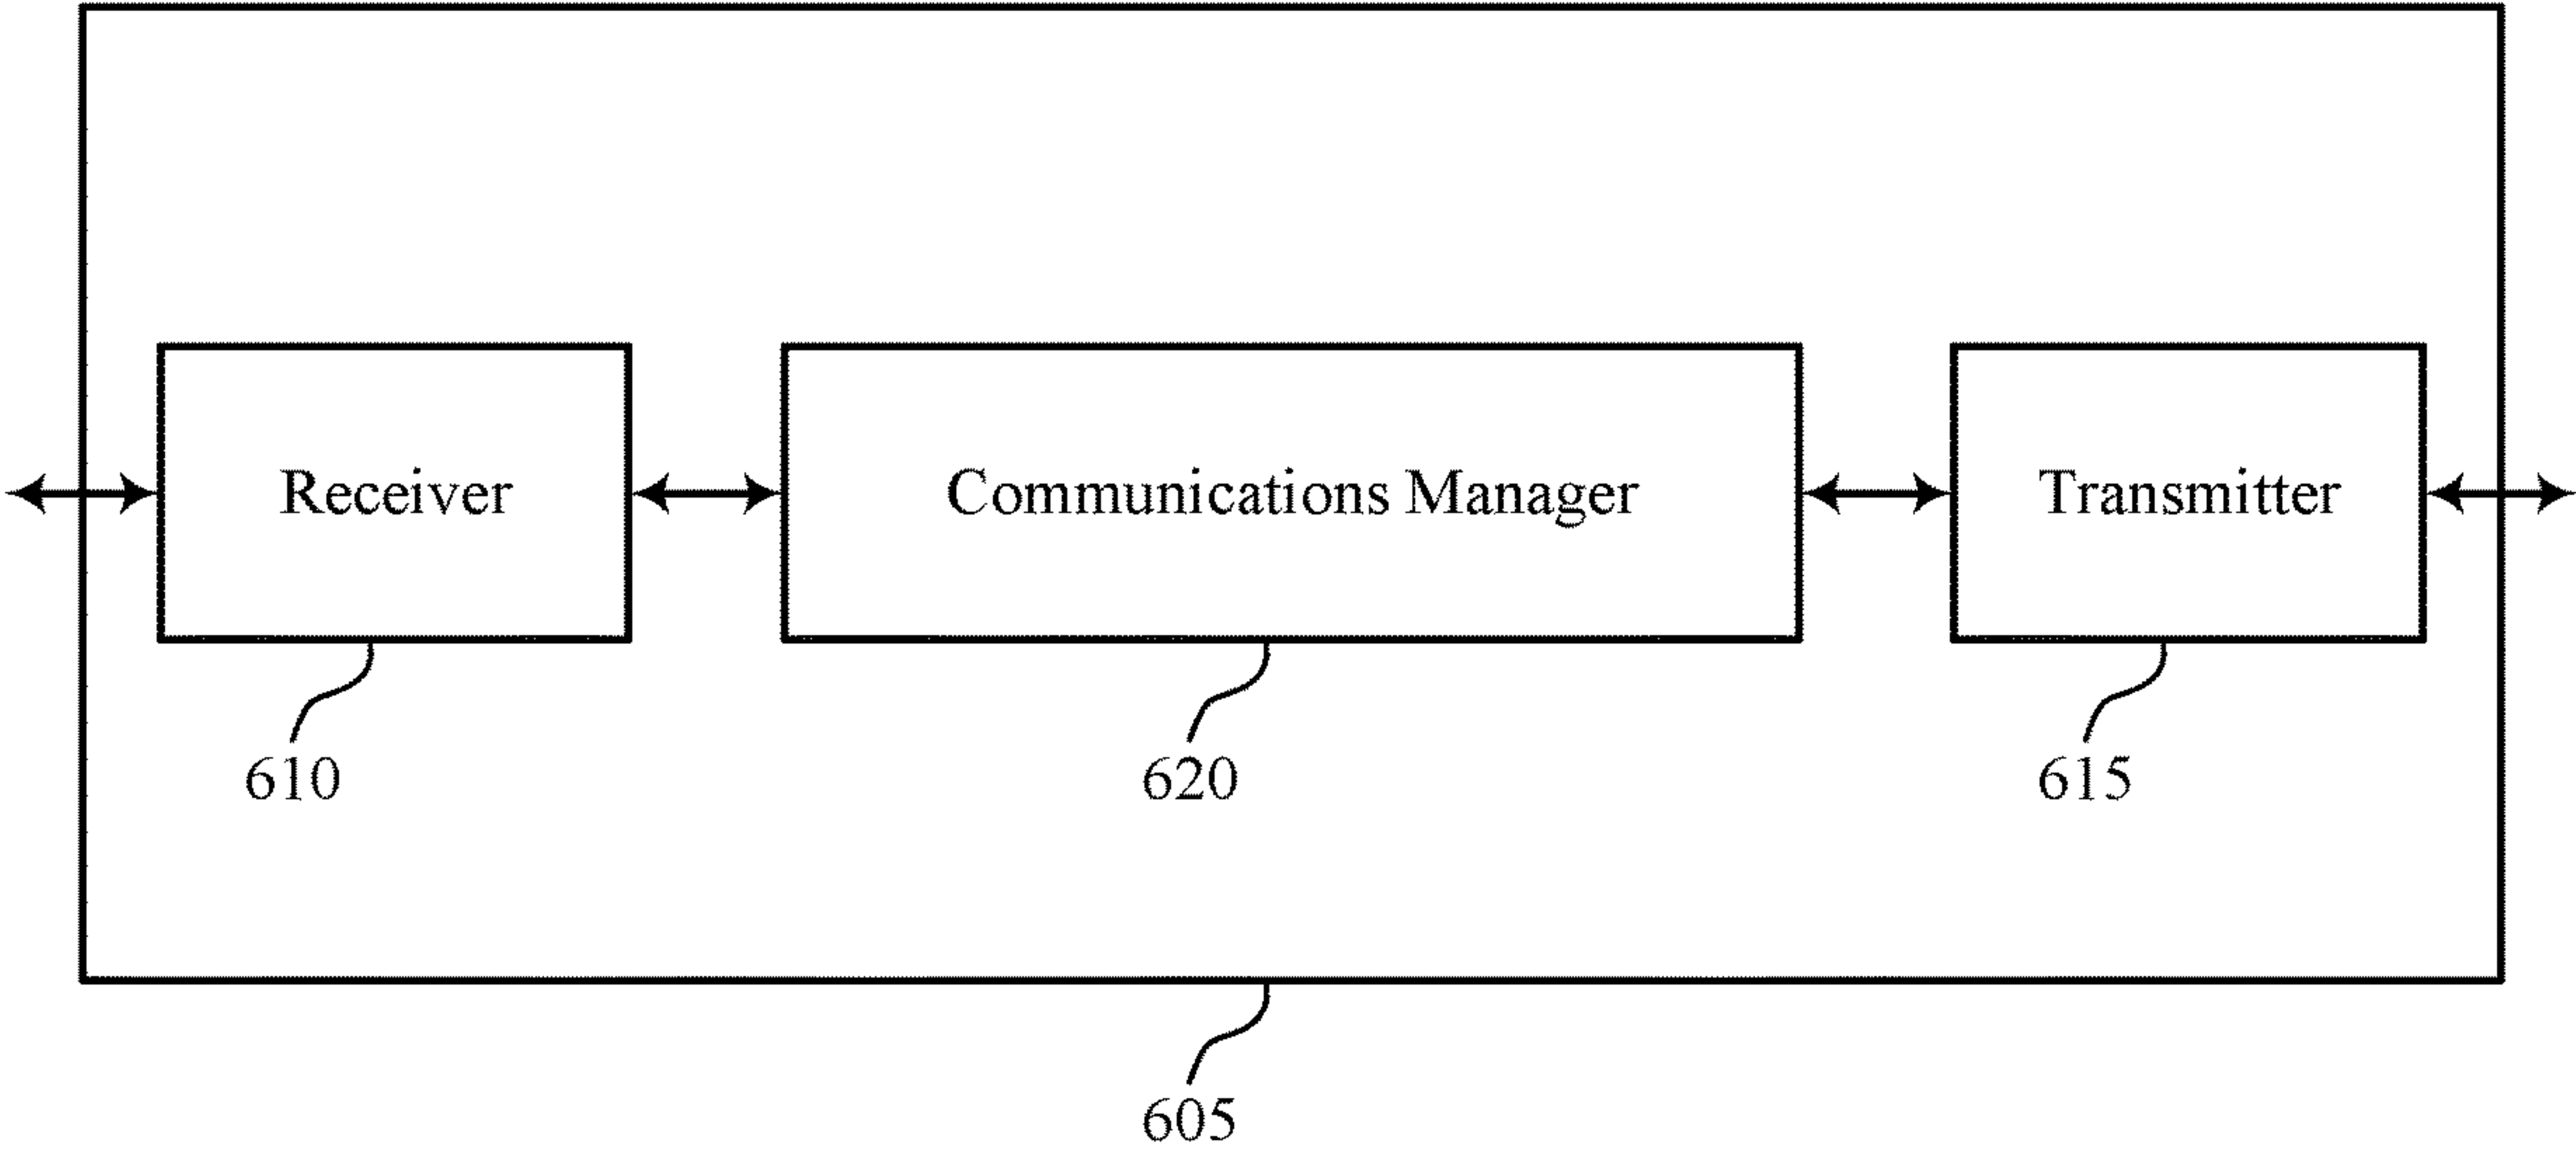 Receiver
Communications Manager
Transmitter
610
620
615
605